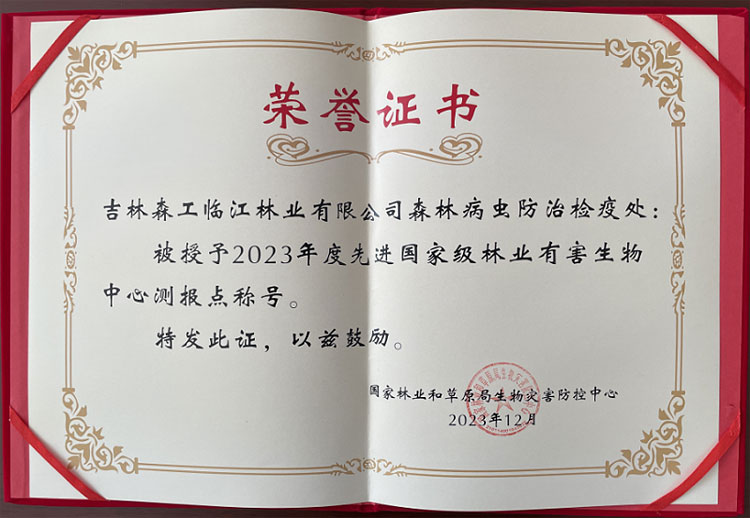 荣誉证书
吉林森工临江林业有限公司森林病虫防治检疫处：
被授予2023年度先进国家级林业有害生物
中心测报点称号。
特发此证，以兹鼓励。
国家林业和草原局生物灾害防控中心
2023年12月